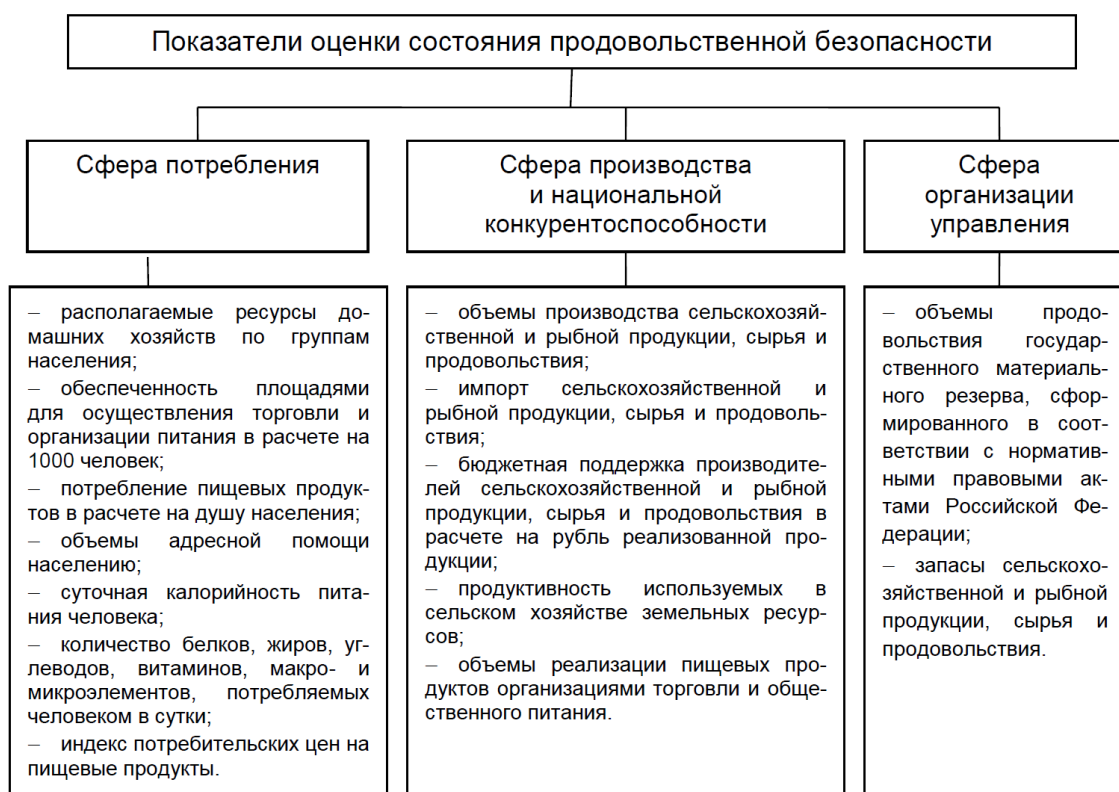 Показатели оценки состояния продовольственной безопасности
Сфера потребления
Сфера производства
и национальной
конкурентоспособности
Сфера
организации
управления
– располагаемые ресурсы до-
машних хозяйств по группам
населения;
– обеспеченность площадями
для осуществления торговли и
организации питания в расчете на
1000 человек;
– потребление пищевых продук-
тов в расчете на душу населения;
– объемы адресной помощи
населению;
– суточная калорийность пита-
ния человека;
– количество белков, жиров, уг-
леводов, витаминов, макро- и
микроэлементов, потребляемых
человеком в сутки;
– индекс потребительских цен на
пищевые продукты.
– объемы производства сельскохозяй-
ственной и рыбной продукции, сырья и
продовольствия;
– импорт сельскохозяйственной и
рыбной продукции, сырья и продоволь-
ствия;
– бюджетная поддержка производите-
лей сельскохозяйственной и рыбной
продукции, сырья и продовольствия в
расчете на рубль реализованной про-
дукции;
– продуктивность используемых в
сельском хозяйстве земельных ресур-
сов;
– объемы реализации пищевых про-
дуктов организациями торговли и обще-
ственного питания.
– объемы продо-
вольствия государ-
ственного материаль-
ного резерва, сфор-
мированного в соот-
ветствии с норматив-
ными правовыми ак-
тами Российской Фе-
дерации;
– запасы сельскохо-
зяйственной и рыбной
продукции, сырья и
продовольствия.